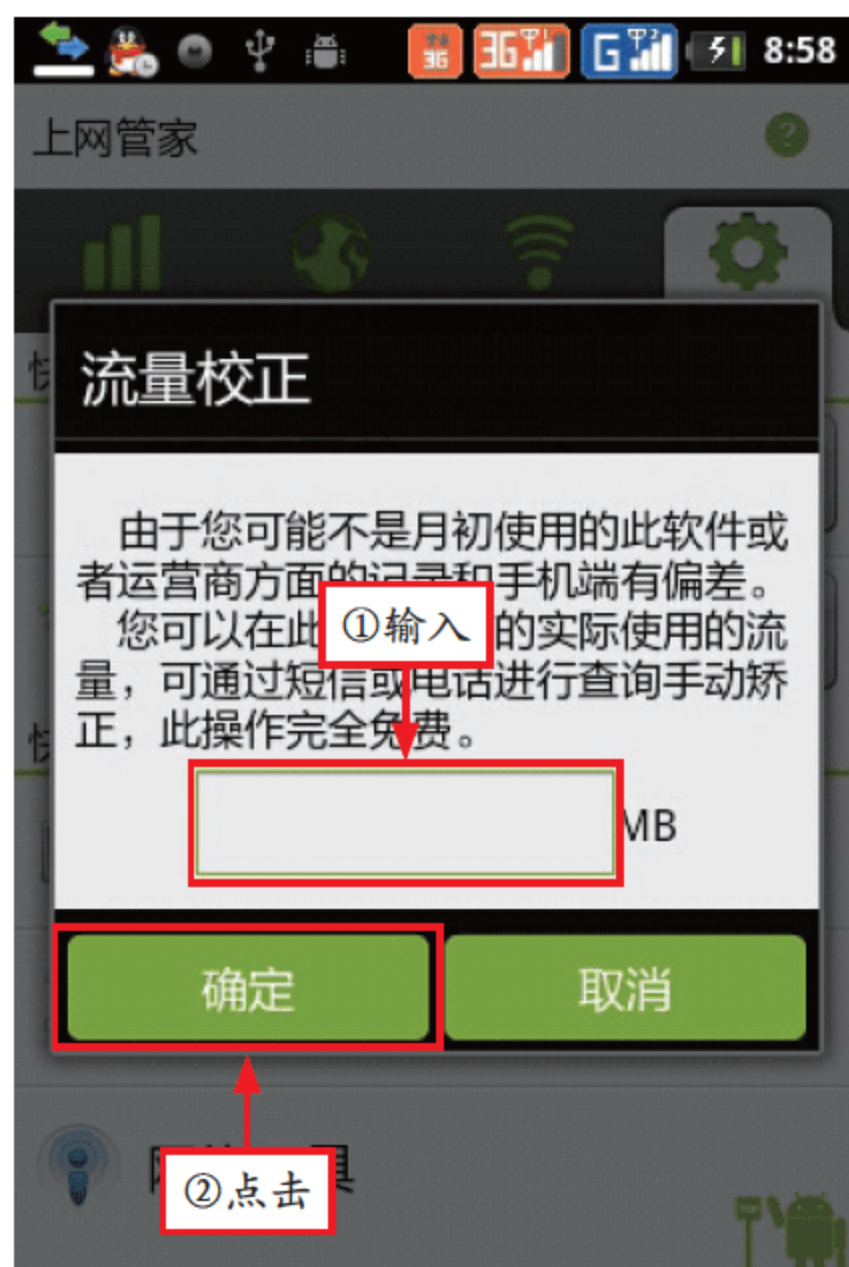 3G
3G
G
8:58
上网管家
流量校正
由于您可能不是月初使用的此软件或
者运营商方面的记录和手机端有偏差。
您可以在此
①输入
的实际使用的流
量，可通过短信或电话进行查询手动矫
正，此操作完全免费。
MB
确定
取消
②点击